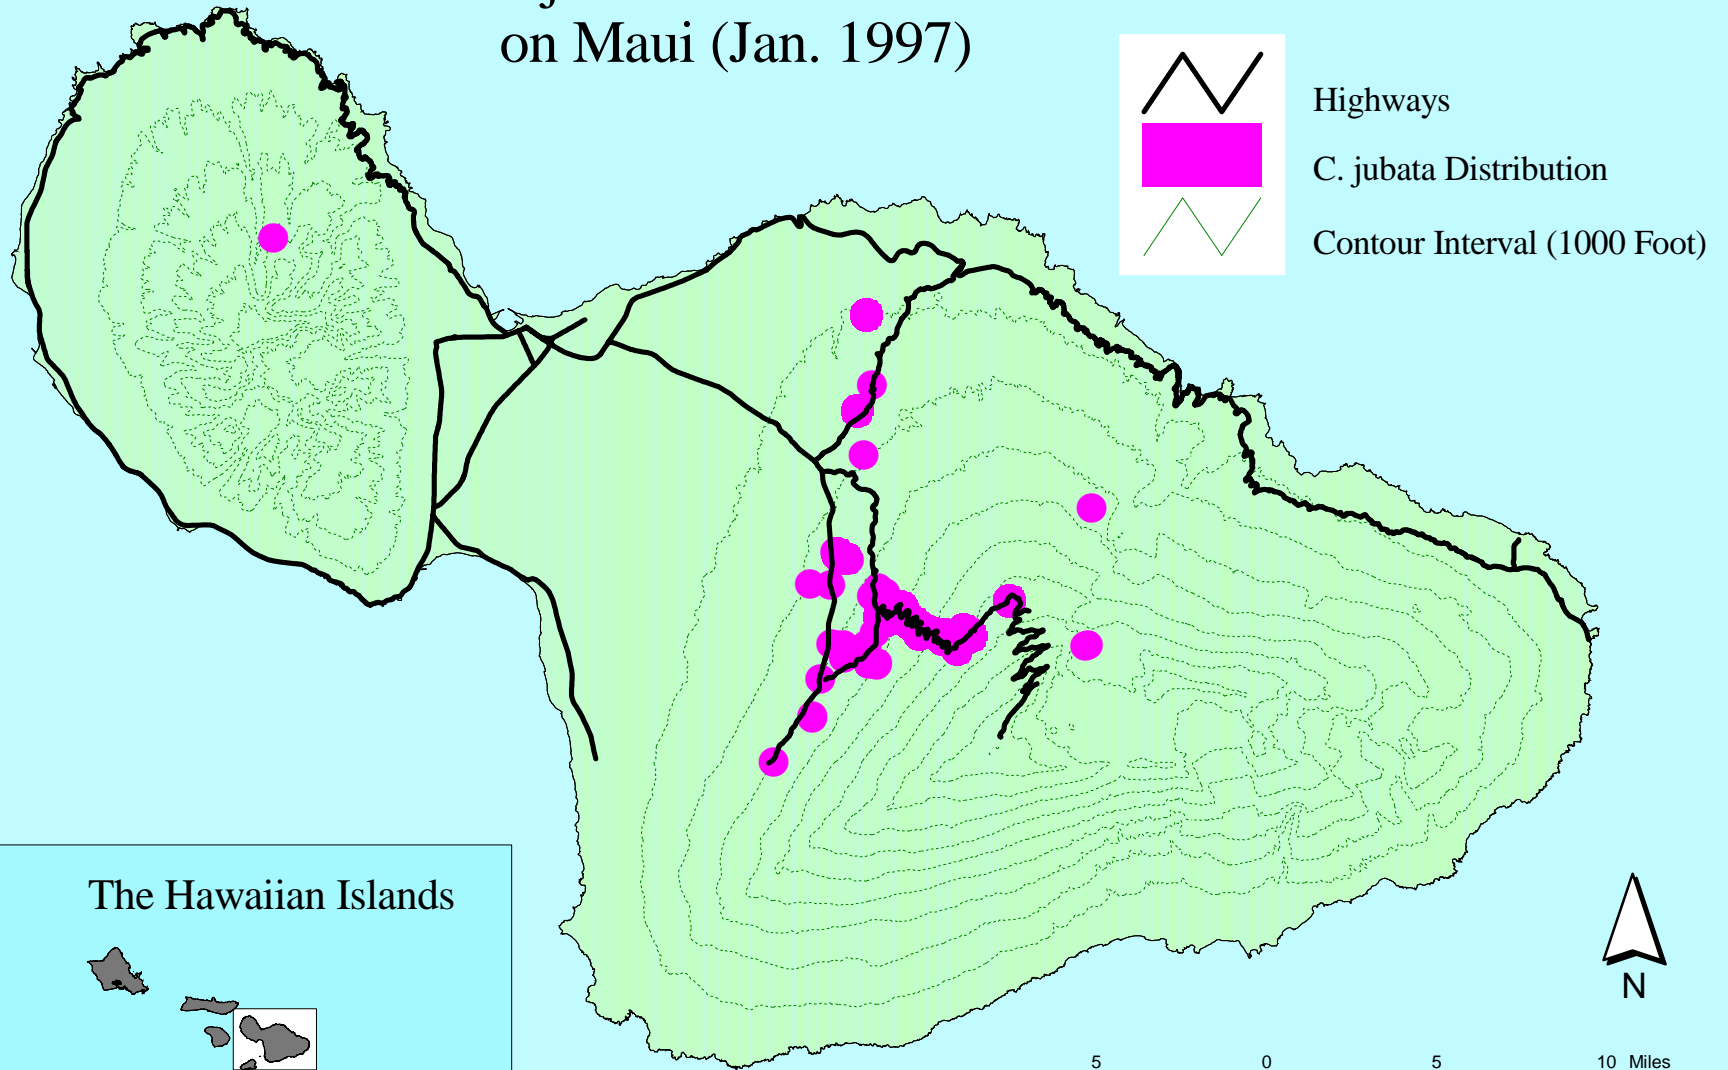 on Maui (Jan. 1997)
Highways
C. jubata Distribution
Contour Interval (1000 Foot)
The Hawaiian Islands
N
5 0 5 10 Miles